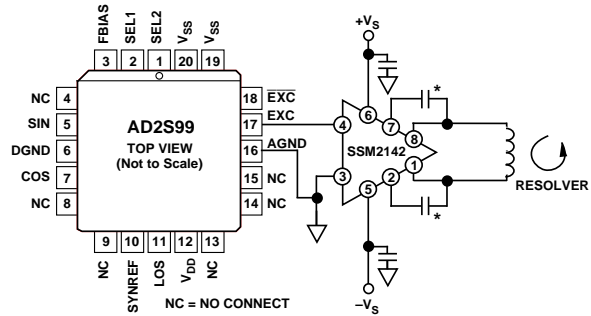 FBIAS SEL1 SEL2 VSS VSS
3 2 1 20 19
+VS
NC 4
SIN 5
DGND 6
COS 7
NC 8
AD2S99
TOP VIEW
(Not to Scale)
18 EXC
17 EXC
16 AGND
15 NC
14 NC
9 10 11 12 13
NC SYNREF LOS VDD NC
NC = NO CONNECT
*
6 7 8
4
SSM2142
3
5 2 1
*
RESOLVER
–VS